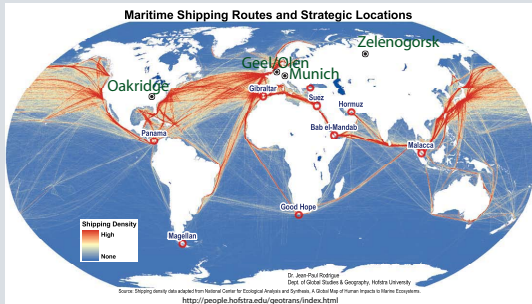 Maritime Shipping Routes and Strategic Locations
Zelenogorsk
Geel/Olen
Munich
Oakridge
Gibraltar
Suez
Hormuz
Panama
Bab el-Mandab
Malacca
Good Hope
Magellan
Shipping Density
High
None
Dr. Jean-Paul Rodrigue
Dept. of Global Studies & Geography, Hofstra University
Source: Shipping density data adapted from National Center for Ecological Analysis and Synthesis, A Global Map of Human Impacts to Marine Ecosystems.
http://people.hofstra.edu/geotrans/index.html